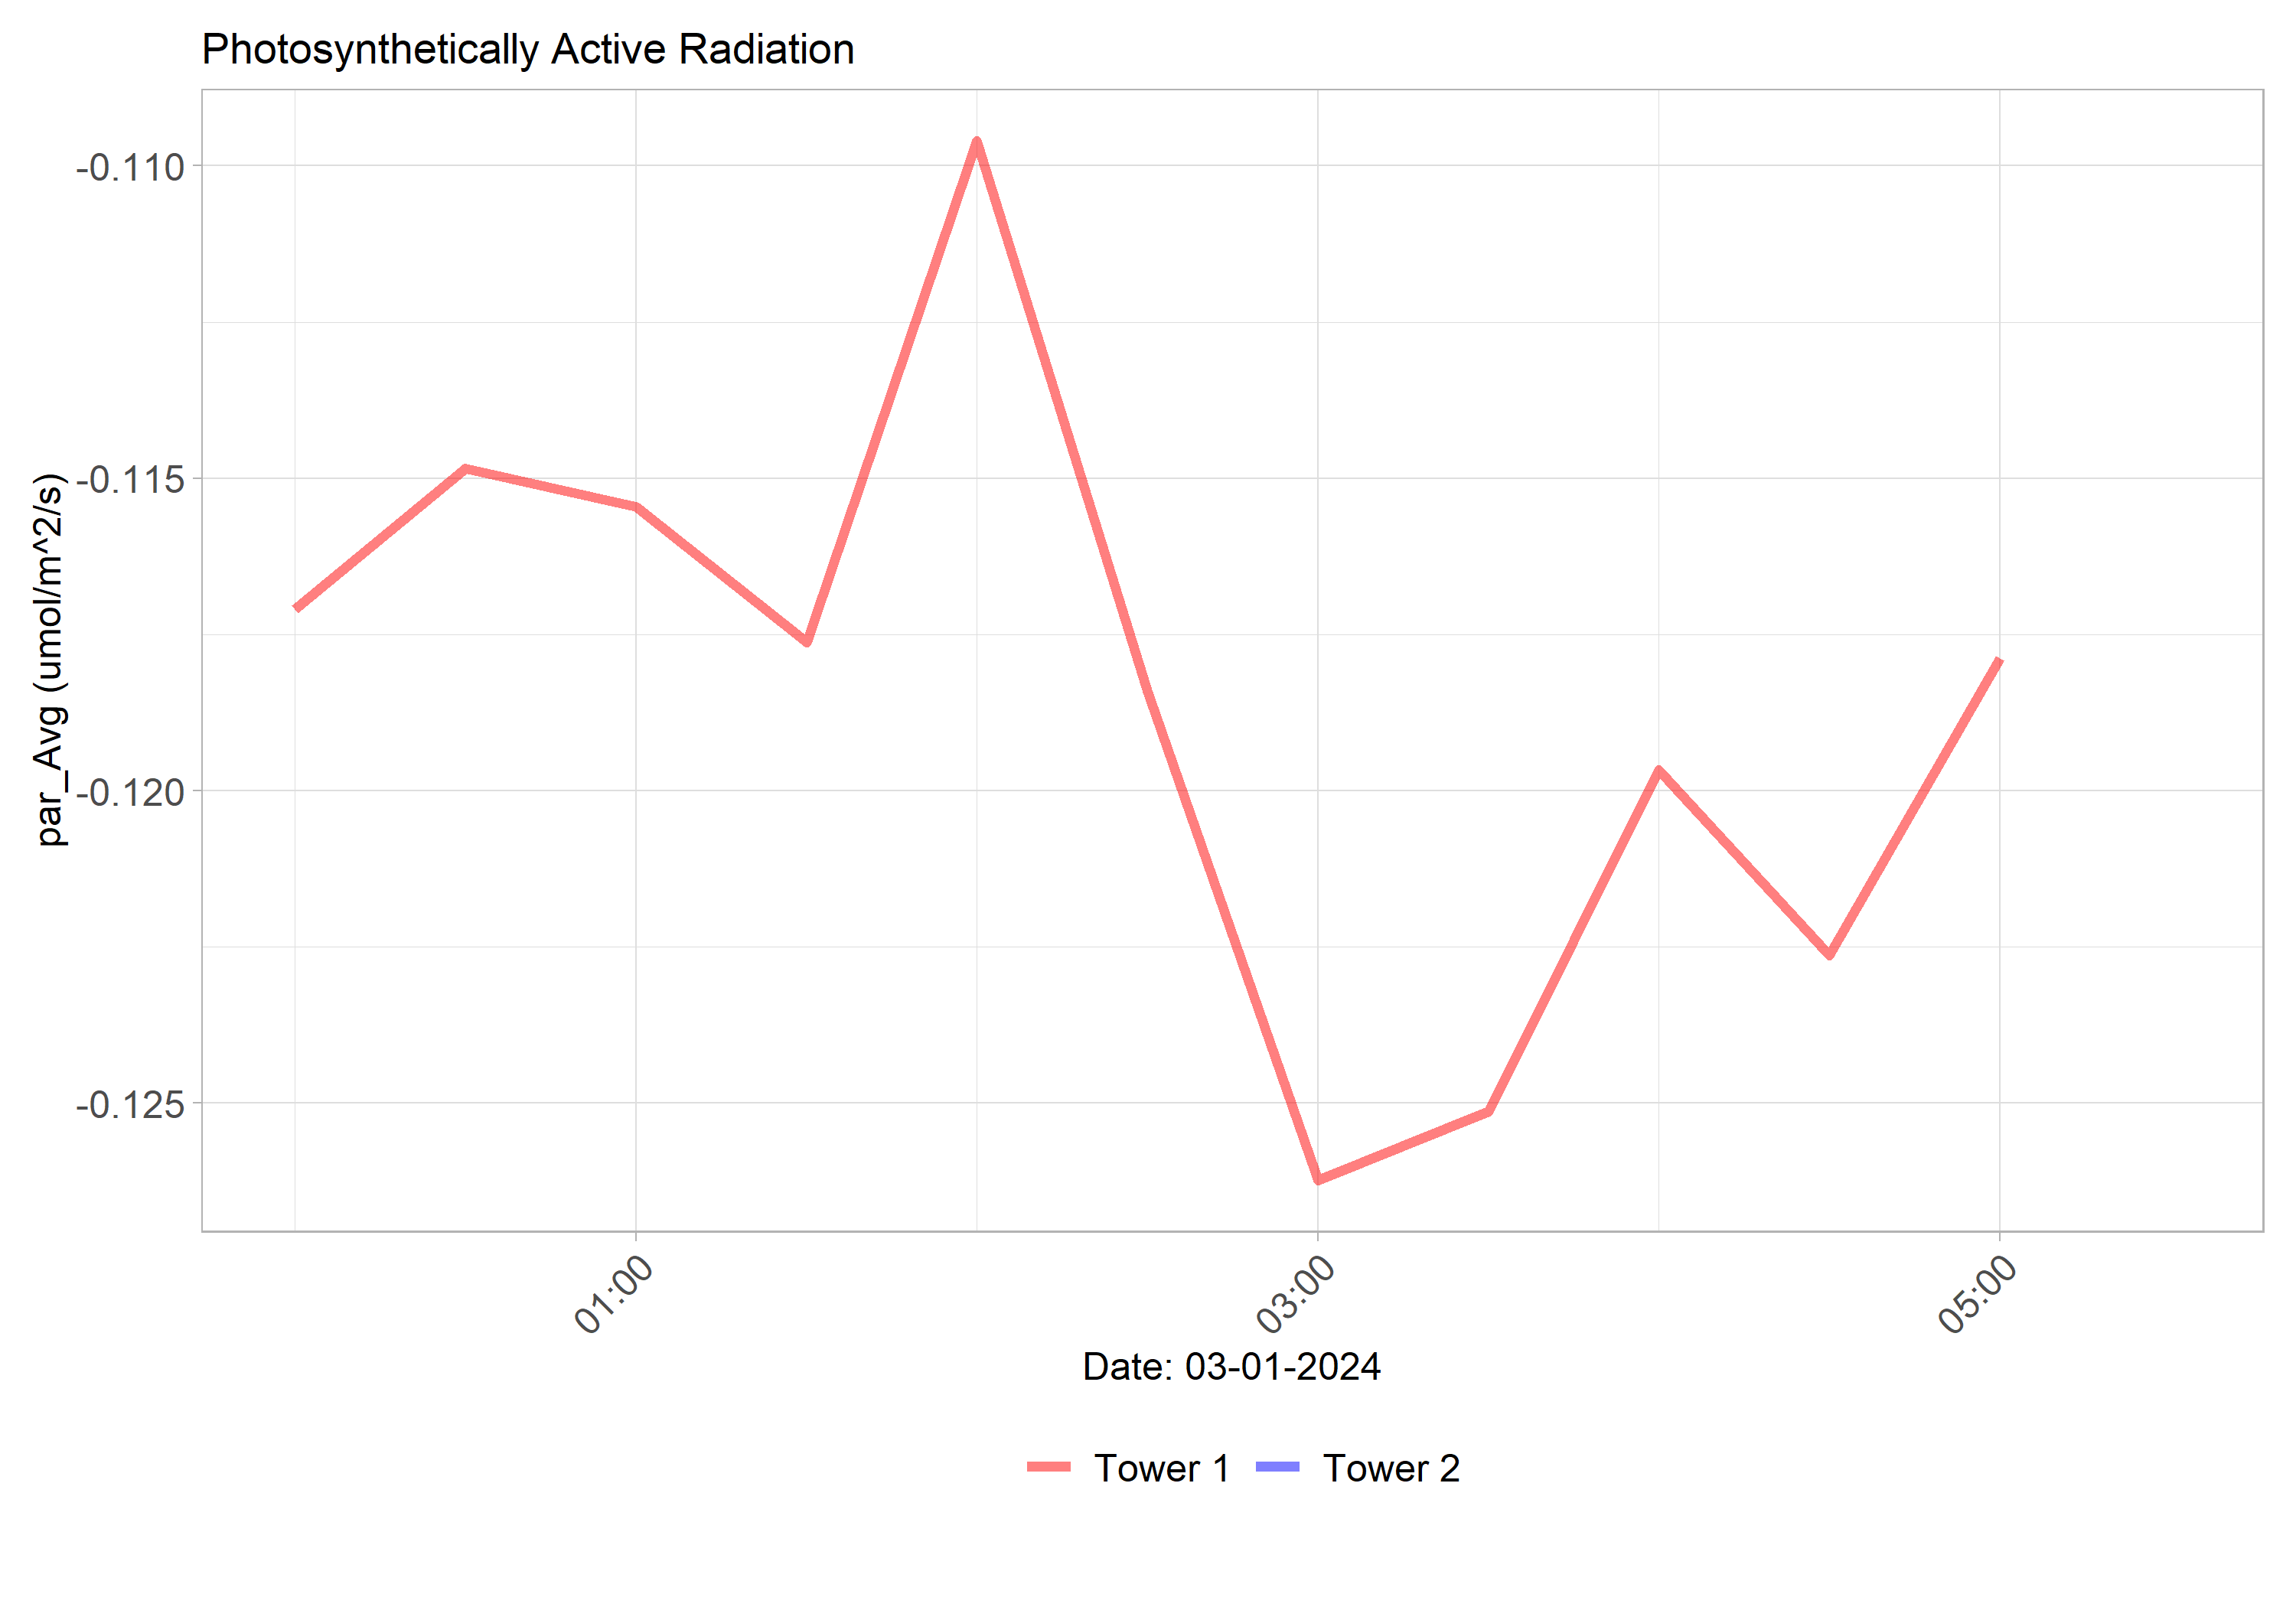 Photosynthetically Active Radiation
par_Avg (umol/m^2/s)
-0.110
-0.115
-0.120
-0.125
01:00
03:00
05:00
Date: 03-01-2024
Tower 1
Tower 2